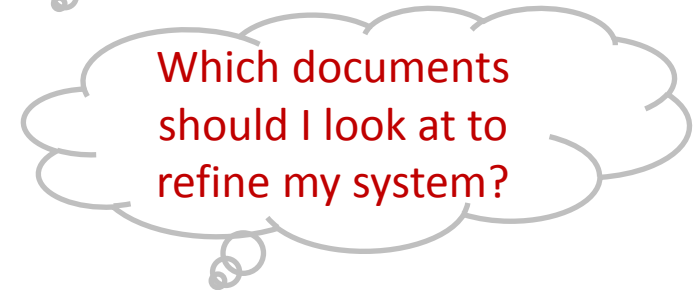 Which documents
should I look at to
refine my system?